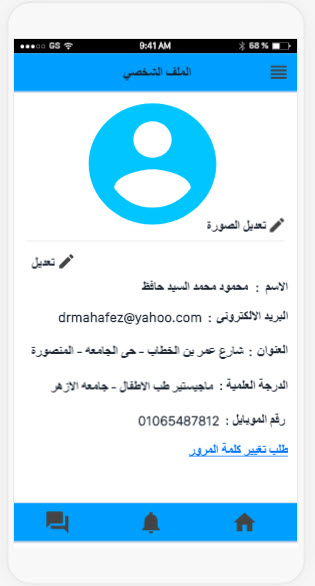 GS 9:41 AM 68 %
الملف الشخصي
تعديل الصورة
تعديل
الاسم : محمود محمد السيد حافظ
البريد الالكترونى : drmahafez@yahoo.com
العنوان : شارع عمر بن الخطاب - حى الجامعه - المنصورة
الدرجة العلمية : ماجيستير طب الاطفال - جامعه الازهر
رقم الموبايل : 01065487812
طلب تغيير كلمة المرور